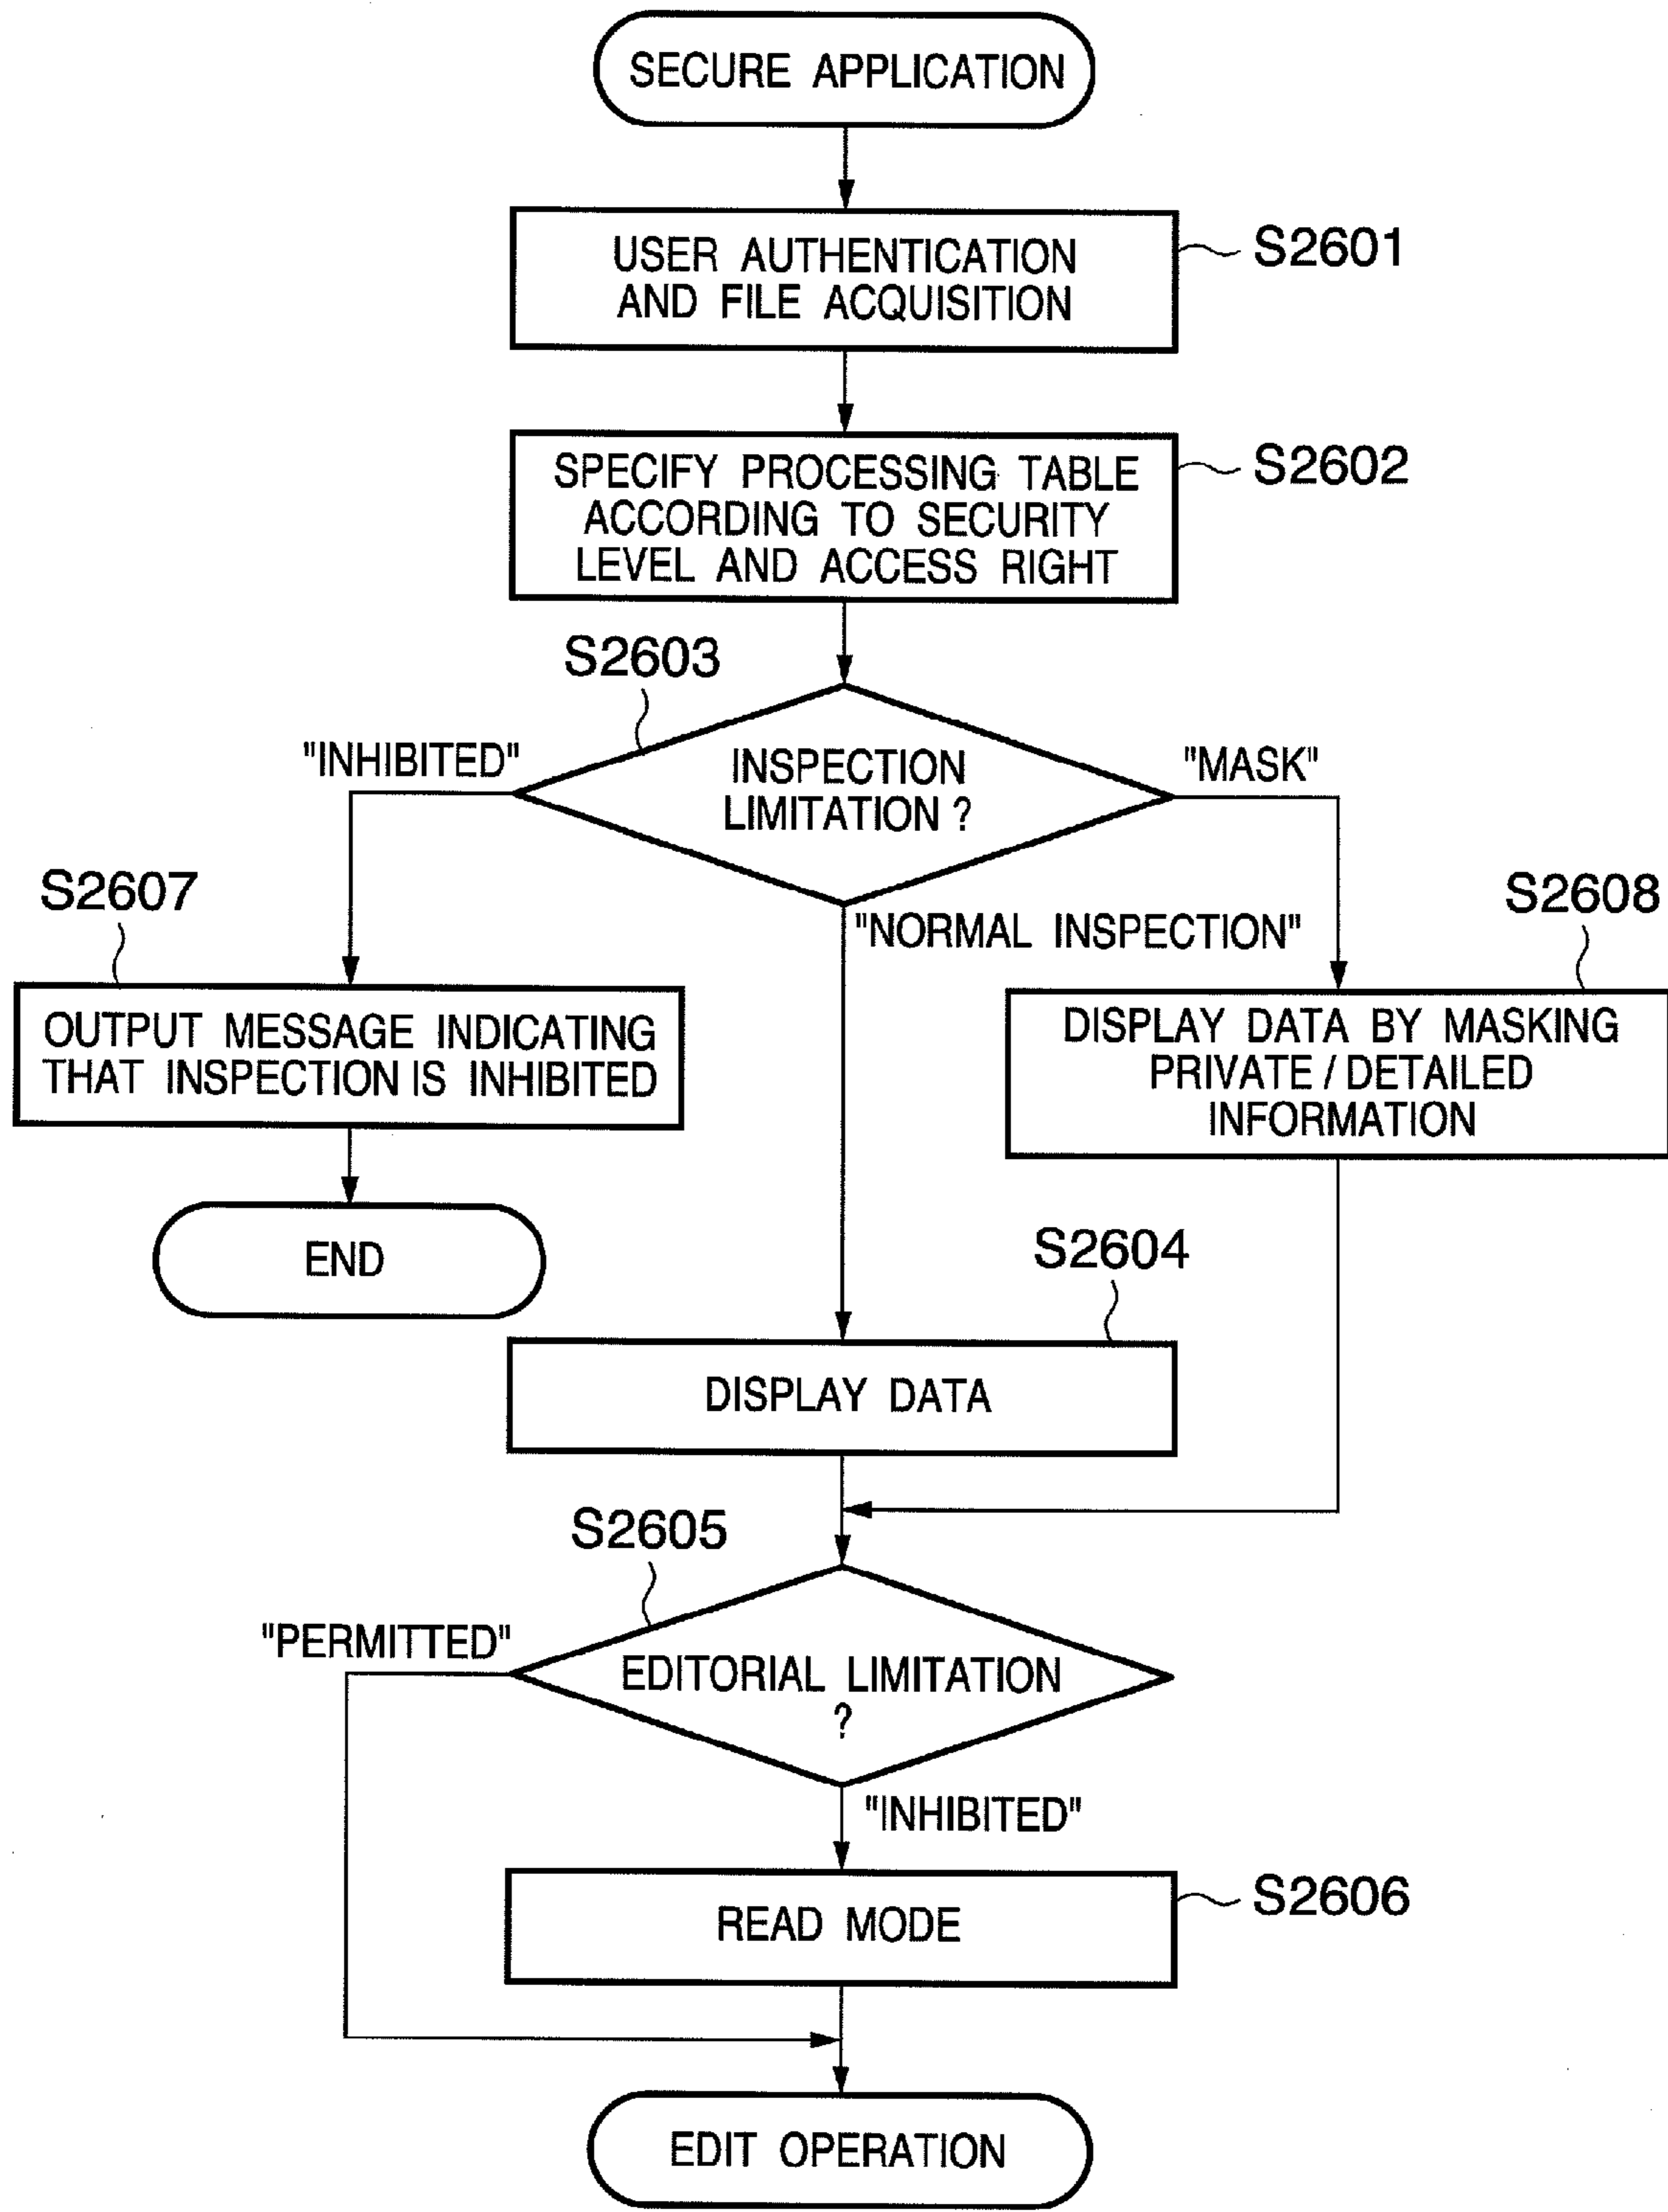 SECURE APPLICATION
USER AUTHENTICATION
AND FILE ACQUISITION
S2601
SPECIFY PROCESSING TABLE
ACCORDING TO SECURITY
LEVEL AND ACCESS RIGHT
S2602
S2603
INSPECTION
LIMITATION ?
"INHIBITED"
"MASK"
"NORMAL INSPECTION"
S2607
OUTPUT MESSAGE INDICATING
THAT INSPECTION IS INHIBITED
END
S2608
DISPLAY DATA BY MASKING
PRIVATE / DETAILED
INFORMATION
S2604
DISPLAY DATA
S2605
"PERMITTED"
EDITORIAL LIMITATION
?
"INHIBITED"
READ MODE
S2606
EDIT OPERATION